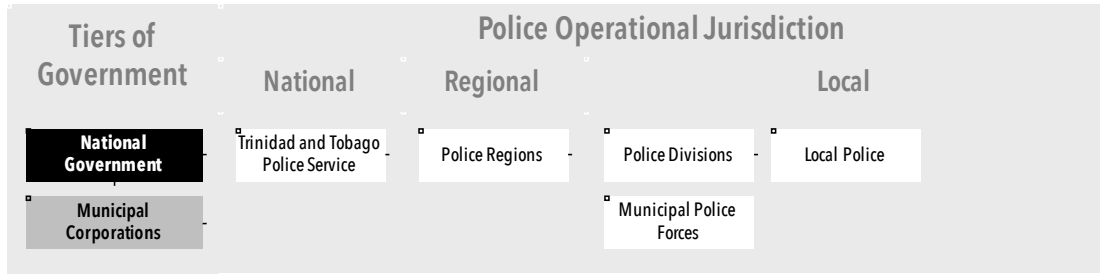 Tiers of
Government
Police Operational Jurisdiction
National
Regional
Local
National
Government
Trinidad and Tobago
Police Service
Police Regions
Police Divisions
Local Police
Municipal
Corporations
Municipal Police
Forces